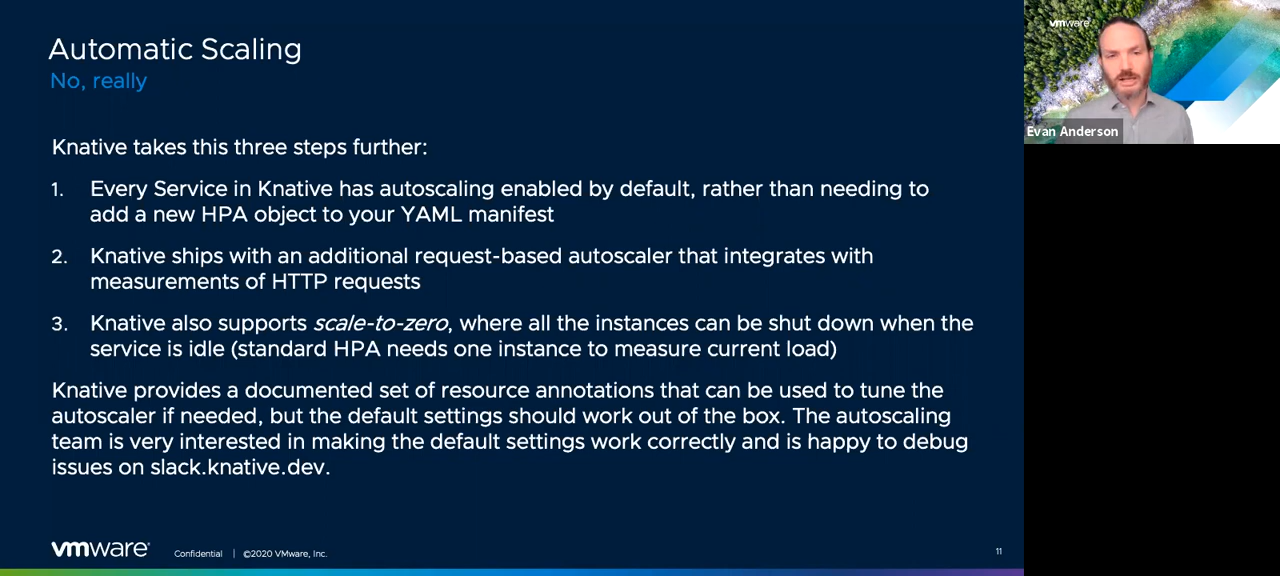 Automatic Scaling
No, really
Knative takes this three steps further:
1. Every Service in Knative has autoscaling enabled by default, rather than needing to
add a new HPA object to your YAML manifest
2. Knative ships with an additional request-based autoscaler that integrates with
measurements of HTTP requests
3. Knative also supports scale-to-zero, where all the instances can be shut down when the
service is idle (standard HPA needs one instance to measure current load)
Knative provides a documented set of resource annotations that can be used to tune the
autoscaler if needed, but the default settings should work out of the box. The autoscaling
team is very interested in making the default settings work correctly and is happy to debug
issues on slack.knative.dev.
vmware
Confidential | ©2020 VMware, Inc.
11
vmware
Evan Anderson